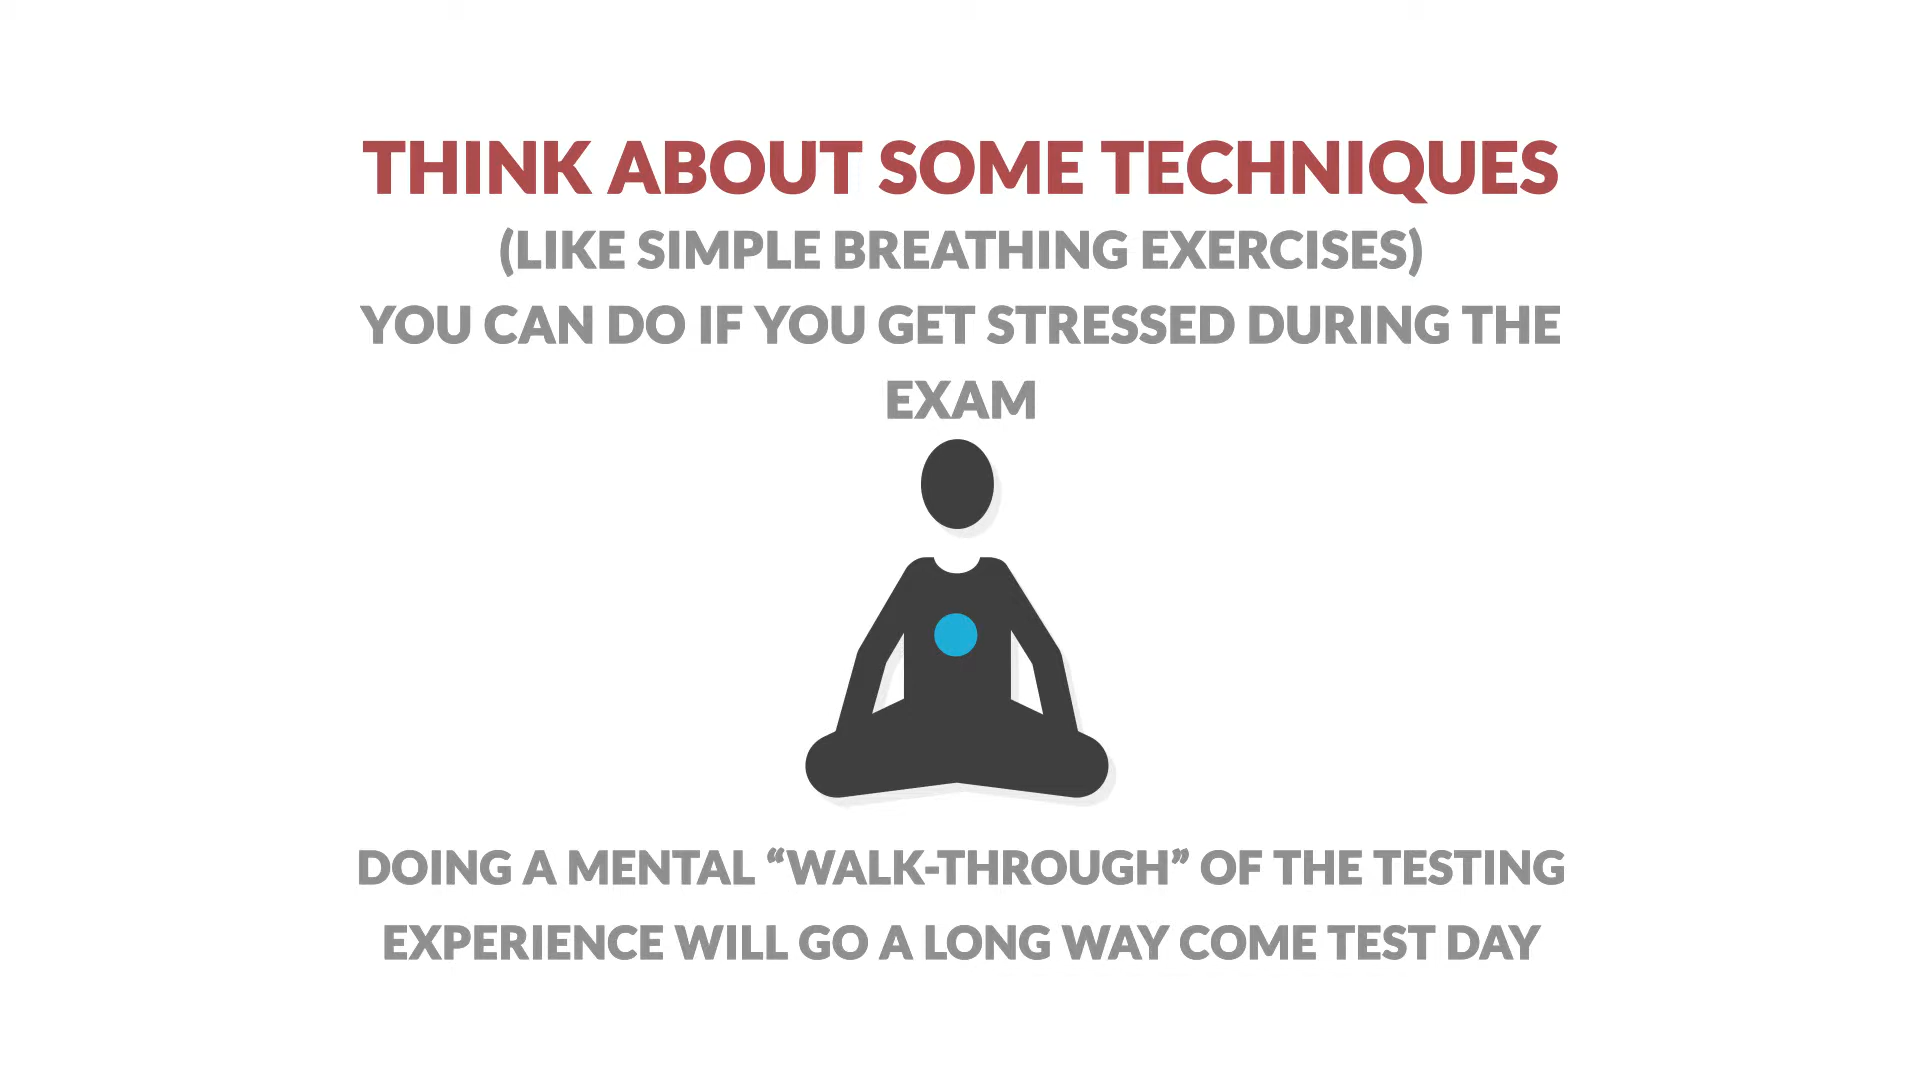 THINK ABOUT SOME TECHNIQUES
(LIKE SIMPLE BREATHING EXERCISES)
YOU CAN DO IF YOU GET STRESSED DURING THE
EXAM
DOING A MENTAL “WALK-THROUGH” OF THE TESTING
EXPERIENCE WILL GO A LONG WAY COME TEST DAY